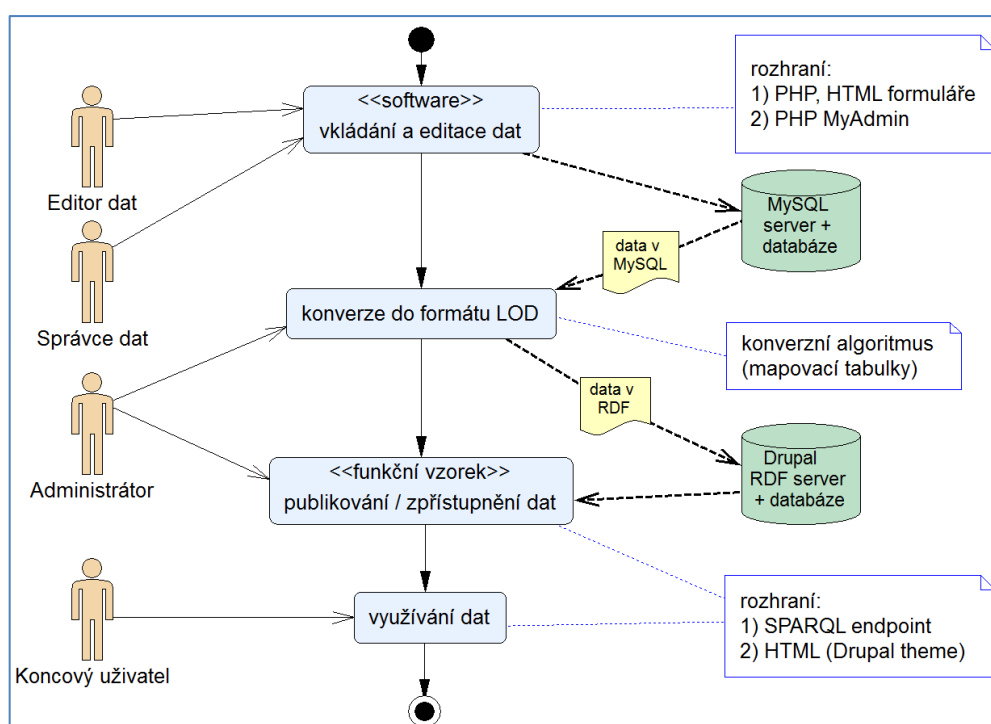 <<software>>
vkládání a editace dat
rozhraní:
1) PHP, HTML formuláře
2) PHP MyAdmin
Editor dat
MySQL
server +
databáze
data v
MySQL
Správce dat
konverze do formátu LOD
konverzní algoritmus
(mapovací tabulky)
data v
RDF
Administrátor
<<funkční vzorek>>
publikování / zpřístupnění dat
Drupal
RDF server
+ databáze
Koncový uživatel
využívání dat
rozhraní:
1) SPARQL endpoint
2) HTML (Drupal theme)